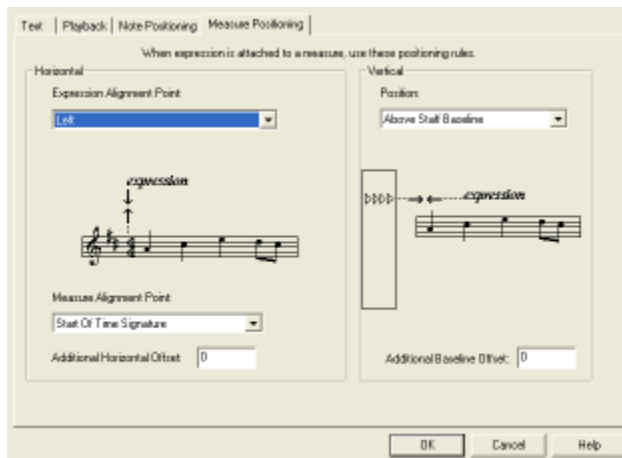 Text Playback Note Positioning Measure Positioning
When expression is attached to a measure, use these positioning rules.
Horizontal
Expression Alignment Point:
Left
expression
Measure Alignment Point:
Start Of Time Signature
Additional Horizontal Offset: 0
Vertical
Position:
Above Staff Baseline
expression
Additional Baseline Offset: 0
OK Cancel Help